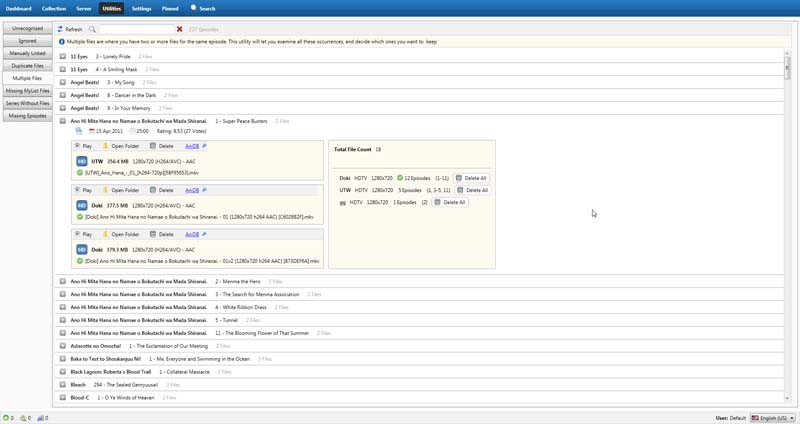 Dashboard Collection Server Utilities Settings Pinned Search
Unrecognized
Ignored
Manually Linked
Duplicate Files
Multiple Files
Missing MyList Files
Series Without Files
Missing Episodes
Refresh 227 Episodes
Multiple files are where you have two or more files for the same episode. This utility will let you examine all these occurrences, and decide which ones you want to keep
11 Eyes 3 - Lonely Pride 2 Files
11 Eyes 4 - A Smiling Mask 2 Files
Angel Beats! 3 - My Song 2 Files
Angel Beats! 8 - Dancer in the Dark 2 Files
Angel Beats! 9 - In Your Memory 2 Files
Ano Hi Mita Hana no Namae o Bokutachi wa Mada Shiranai. 1 - Super Peace Busters 3 Files
15 Apr 2011 25:00 Rating: 8.53 (27 Votes)
Play Open Folder Delete AniDB
HD UTW 356.4 MB 1280x720 (H264/AVC) - AAC
[UTW]_Ano_Hana_-_01_[h264-720p][58F95653].mkv
Play Open Folder Delete AniDB
HD Doki 377.5 MB 1280x720 (H264/AVC) - AAC
[Doki] Ano Hi Mita Hana no Namae o Bokutachi wa Shiranai. - 01 (1280x720 h264 AAC) [C602882F].mkv
Play Open Folder Delete AniDB
HD Doki 379.3 MB 1280x720 (H264/AVC) - AAC
[Doki] Ano Hi Mita Hana no Namae o Bokutachi wa Shiranai. - 01v2 (1280x720 h264 AAC) [873DEF6A].mkv
Total File Count 18
Doki HDTV 1280x720 12 Episodes (1-11) Delete All
UTW HDTV 1280x720 5 Episodes (1, 3-5, 11) Delete All
gg HDTV 1280x720 1 Episodes (2) Delete All
Ano Hi Mita Hana no Namae o Bokutachi wa Mada Shiranai. 2 - Menma the Hero 2 Files
Ano Hi Mita Hana no Namae o Bokutachi wa Mada Shiranai. 3 - The Search for Menma Association 2 Files
Ano Hi Mita Hana no Namae o Bokutachi wa Mada Shiranai. 4 - White Ribbon Dress 2 Files
Ano Hi Mita Hana no Namae o Bokutachi wa Mada Shiranai. 5 - Tunnel 2 Files
Ano Hi Mita Hana no Namae o Bokutachi wa Mada Shiranai. 11 - The Blooming Flower of That Summer 2 Files
Astarotte no Omocha! 1 - The Exclamation of Our Meeting 2 Files
Baka to Test to Shoukanjuu Ni! 1 - Me, Everyone and Swimming in the Ocean 3 Files
Black Lagoon: Roberta's Blood Trail 1 - Collateral Massacre 2 Files
Bleach 294 - The Sealed Genryuusai! 2 Files
Blood-C 1 - O Ye Winds of Heaven 2 Files
0 0 0 User: Default English (US)